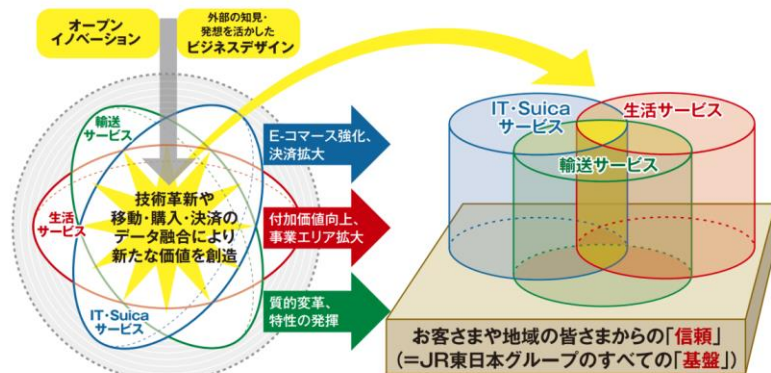 オープン
イノベーション
外部の知見・
発想を活かした
ビジネスデザイン
輸送
サービス
生活
サービス
IT・Suica
サービス
技術革新や
移動・購入・決済の
データ融合により
新たな価値を創造
E-コマース強化、
決済拡大
付加価値向上、
事業エリア拡大
質的変革、
特性の発揮
IT・Suica
サービス
生活サービス
輸送サービス
お客さまや地域の皆さまからの「信頼」
(=JR東日本グループのすべての「基盤」)